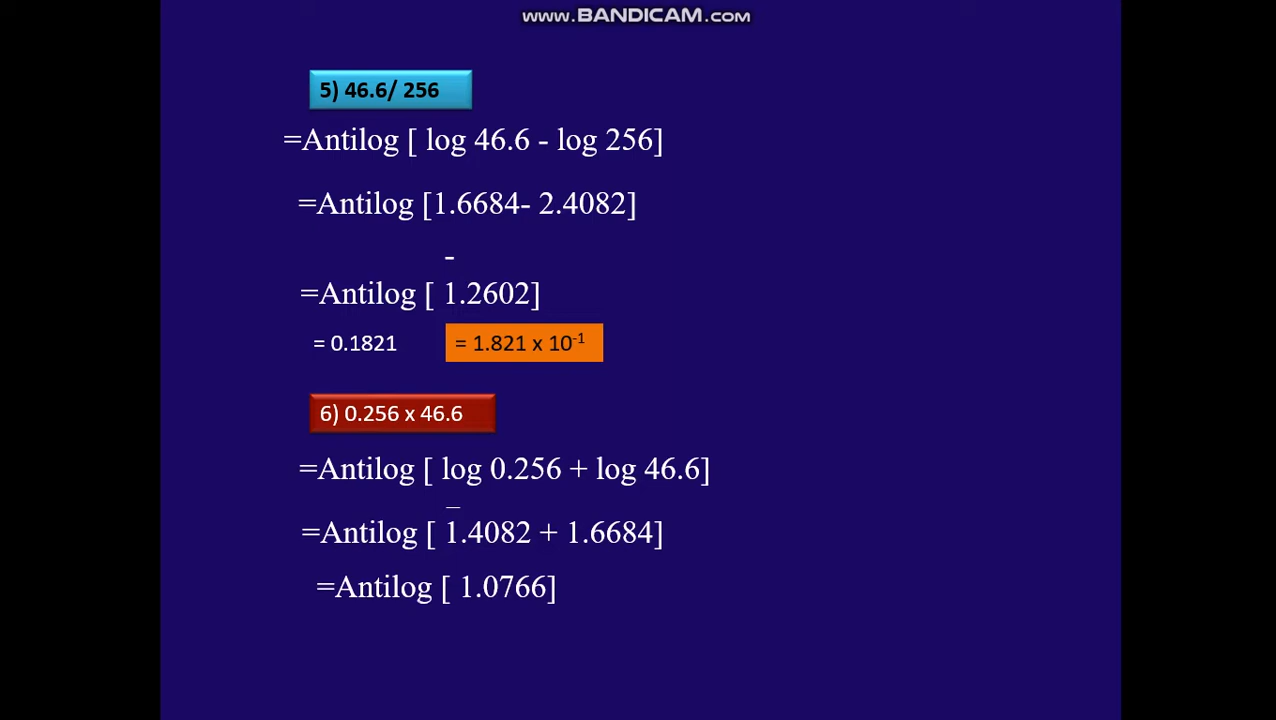 www.BANDICAM.com
5) 46.6/ 256
=Antilog [ log 46.6 - log 256]
=Antilog [1.6684- 2.4082]
-
=Antilog [ 1.2602]
= 0.1821 = 1.821 x 10⁻¹
6) 0.256 x 46.6
=Antilog [ log 0.256 + log 46.6]
_
=Antilog [ 1.4082 + 1.6684]
=Antilog [ 1.0766]